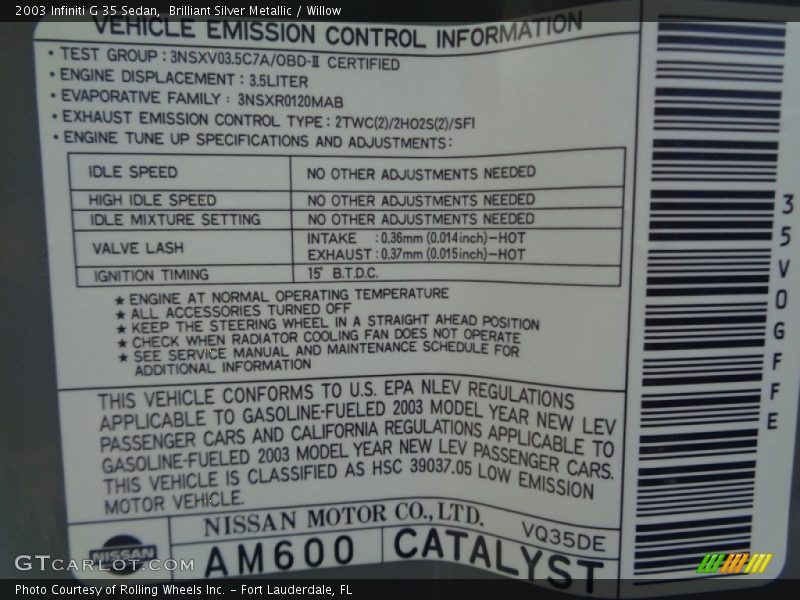 2003 Infiniti G 35 Sedan, Brilliant Silver Metallic / Willow
VEHICLE EMISSION CONTROL INFORMATION
• TEST GROUP : 3NSXV03.5C7A/OBD-II CERTIFIED
• ENGINE DISPLACEMENT : 3.5LITER
• EVAPORATIVE FAMILY : 3NSXR0120MAB
• EXHAUST EMISSION CONTROL TYPE : 2TWC(2)/2HO2S(2)/SFI
• ENGINE TUNE UP SPECIFICATIONS AND ADJUSTMENTS:
IDLE SPEED NO OTHER ADJUSTMENTS NEEDED
HIGH IDLE SPEED NO OTHER ADJUSTMENTS NEEDED
IDLE MIXTURE SETTING NO OTHER ADJUSTMENTS NEEDED
VALVE LASH INTAKE : 0.36mm (0.014inch)-HOT
EXHAUST : 0.37mm (0.015inch)-HOT
IGNITION TIMING 15° B.T.D.C.
★ ENGINE AT NORMAL OPERATING TEMPERATURE
★ ALL ACCESSORIES TURNED OFF
★ KEEP THE STEERING WHEEL IN A STRAIGHT AHEAD POSITION
★ CHECK WHEN RADIATOR COOLING FAN DOES NOT OPERATE
★ SEE SERVICE MANUAL AND MAINTENANCE SCHEDULE FOR
ADDITIONAL INFORMATION
THIS VEHICLE CONFORMS TO U.S. EPA NLEV REGULATIONS
APPLICABLE TO GASOLINE-FUELED 2003 MODEL YEAR NEW LEV
PASSENGER CARS AND CALIFORNIA REGULATIONS APPLICABLE TO
GASOLINE-FUELED 2003 MODEL YEAR NEW LEV PASSENGER CARS.
THIS VEHICLE IS CLASSIFIED AS HSC 39037.05 LOW EMISSION
MOTOR VEHICLE.
NISSAN NISSAN MOTOR CO., LTD. VQ35DE
AM600 CATALYST
35V0GFFE
GTCARLOT.COM
Photo Courtesy of Rolling Wheels Inc. - Fort Lauderdale, FL